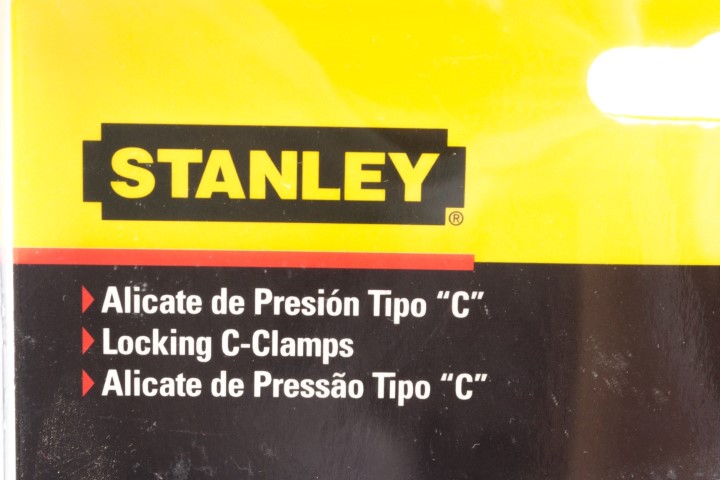 STANLEY®
Alicate de Presión Tipo “C”
Locking C-Clamps
Alicate de Pressão Tipo “C”